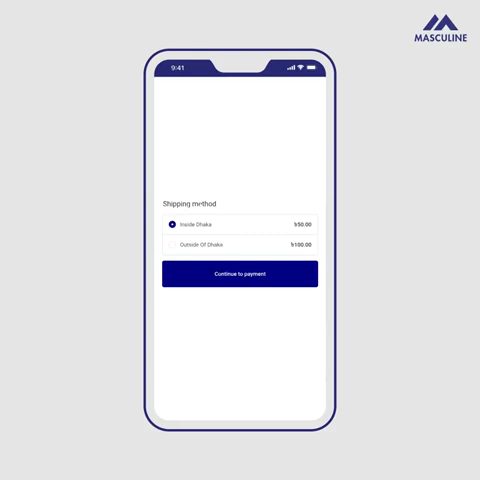 MASCULINE
9:41
Shipping method
Inside Dhaka ৳50.00
Outside Of Dhaka ৳100.00
Continue to payment